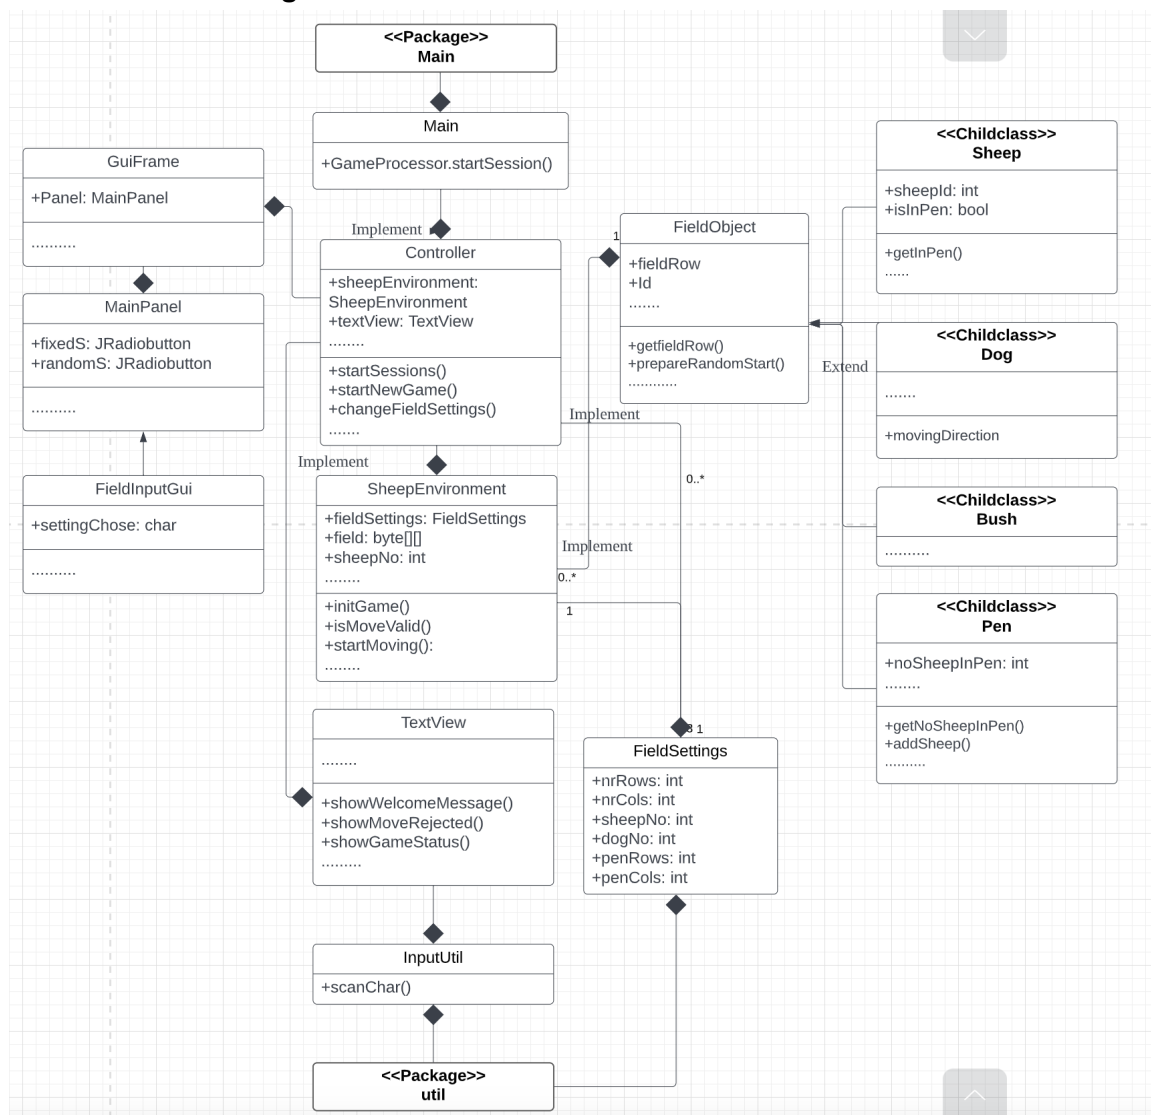 <<Package>>
Main
Main
+GameProcessor.startSession()
GuiFrame
+Panel: MainPanel
..........
MainPanel
+fixedS: JRadiobutton
+randomS: JRadiobutton
..........
FieldInputGui
+settingChose: char
..........
Implement
Controller
+sheepEnvironment:
SheepEnvironment
+textView: TextView
........
+startSessions()
+startNewGame()
+changeFieldSettings()
.......
Implement
SheepEnvironment
+fieldSettings: FieldSettings
+field: byte[][]
+sheepNo: int
........
+initGame()
+isMoveValid()
+startMoving():
........
TextView
........
+showWelcomeMessage()
+showMoveRejected()
+showGameStatus()
.........
InputUtil
+scanChar()
<<Package>>
util
1
FieldObject
+fieldRow
+Id
.......
+getfieldRow()
+prepareRandomStart()
............
Implement
0..*
Implement
0..*
1
1
FieldSettings
+nrRows: int
+nrCols: int
+sheepNo: int
+dogNo: int
+penRows: int
+penCols: int
<<Childclass>>
Sheep
+sheepId: int
+isInPen: bool
+getInPen()
......
Extend
<<Childclass>>
Dog
.......
+movingDirection
<<Childclass>>
Bush
..........
<<Childclass>>
Pen
+noSheepInPen: int
........
+getNoSheepInPen()
+addSheep()
..........